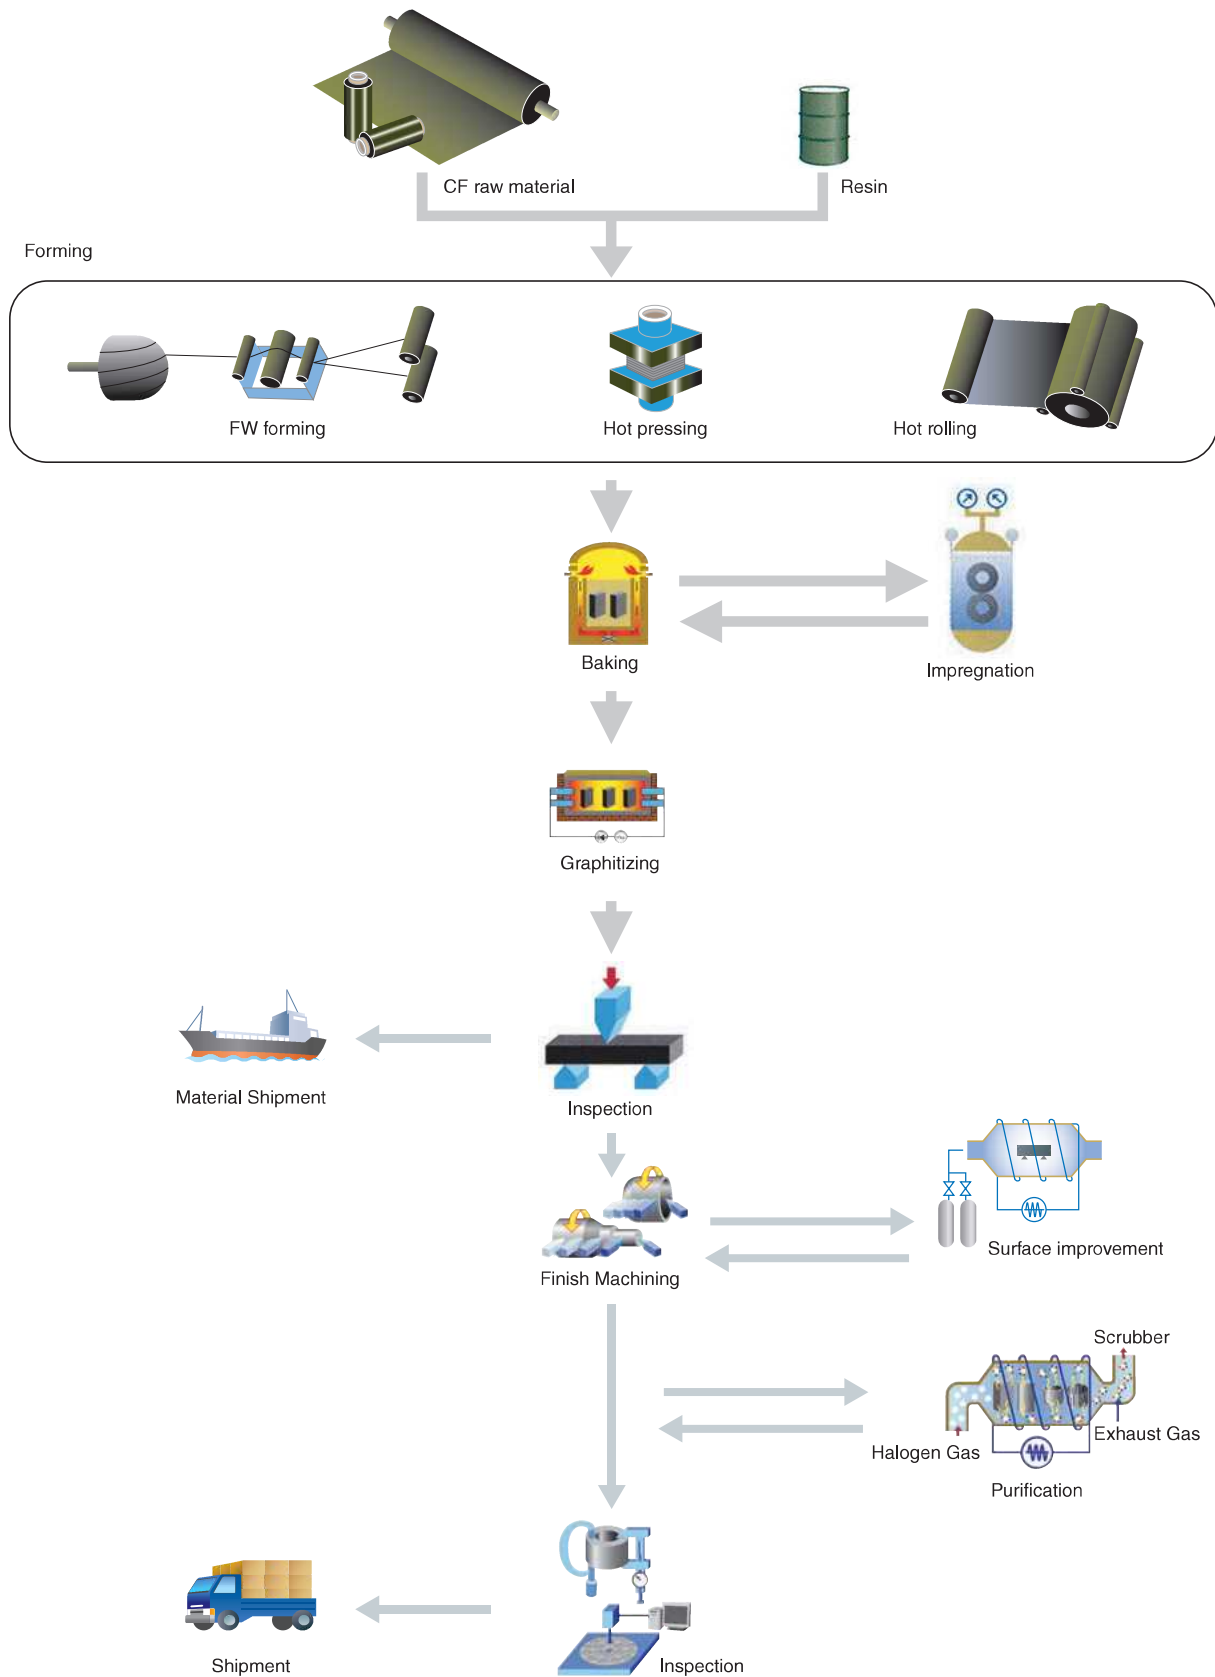 CF raw material
Resin
Forming
FW forming
Hot pressing
Hot rolling
Baking
Impregnation
Graphitizing
Material Shipment
Inspection
Surface improvement
Finish Machining
Scrubber
Halogen Gas
Exhaust Gas
Purification
Shipment
Inspection